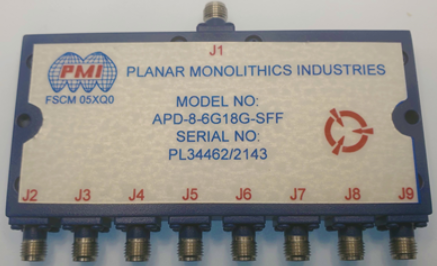 J1
PMI
PLANAR MONOLITHICS INDUSTRIES
FSCM 05XQ0
MODEL NO:
APD-8-6G18G-SFF
SERIAL NO:
PL34462/2143
J2 J3 J4 J5 J6 J7 J8 J9